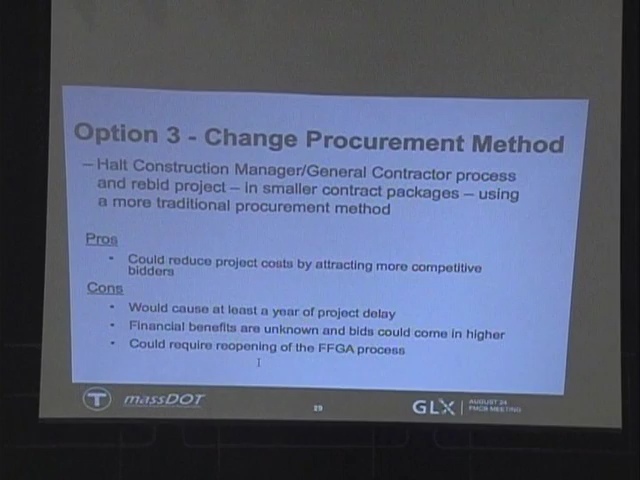 Option 3 - Change Procurement Method
– Halt Construction Manager/General Contractor process
and rebid project – in smaller contract packages – using
a more traditional procurement method
Pros
• Could reduce project costs by attracting more competitive
bidders
Cons
• Would cause at least a year of project delay
• Financial benefits are unknown and bids could come in higher
• Could require reopening of the FFGA process
T massDOT
29
GLX | AUGUST 24
FMCB MEETING